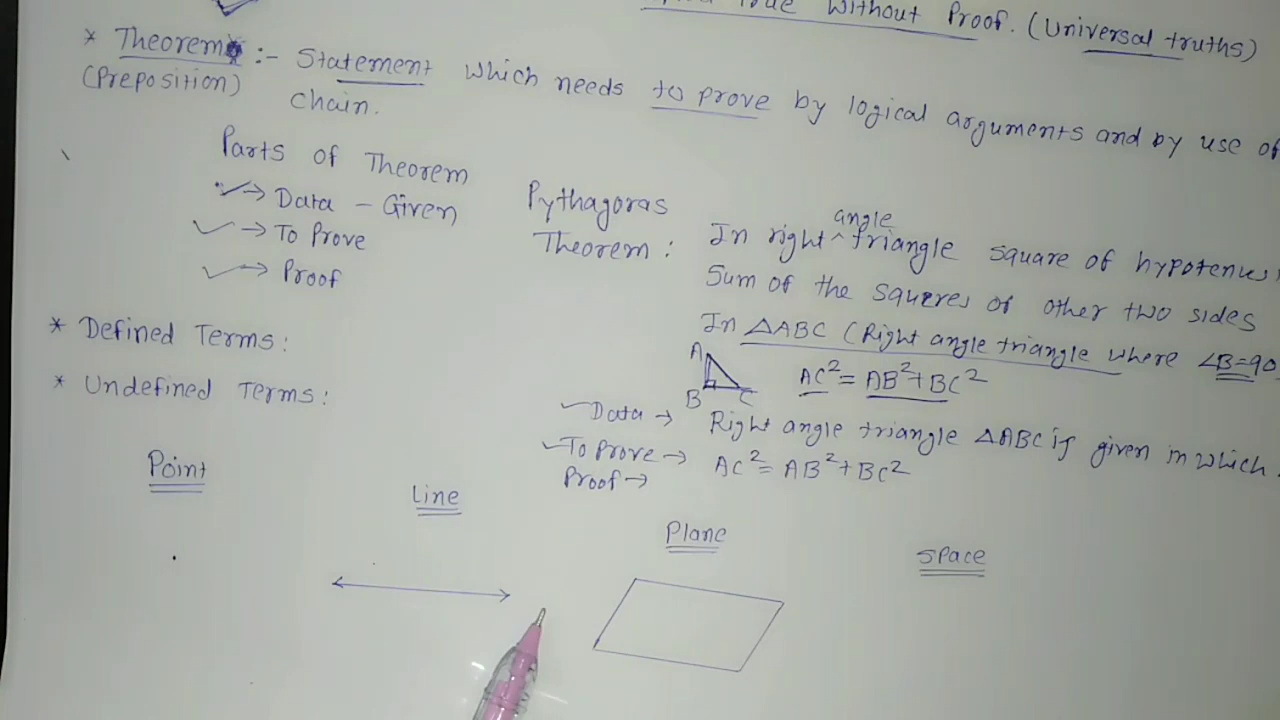 True Without Proof. (Universal truths)
* Theorem :- Statement which needs to prove by logical arguments and by use of
(Preposition) chain.
Parts of Theorem
→ Data - Given
→ To Prove
→ Proof
Pythagoras
Theorem :
angle
In right ^ triangle square of hypotenus
Sum of the squeres of other two sides
In △ABC (Right angle triangle where ∠B=90
A
B C
AC² = AB²+BC²
Data → Right angle triangle △ABC is given in which
To Prove → AC² = AB²+BC²
Proof →
* Defined Terms:
* Undefined Terms:
Point
Line
Plane
Space